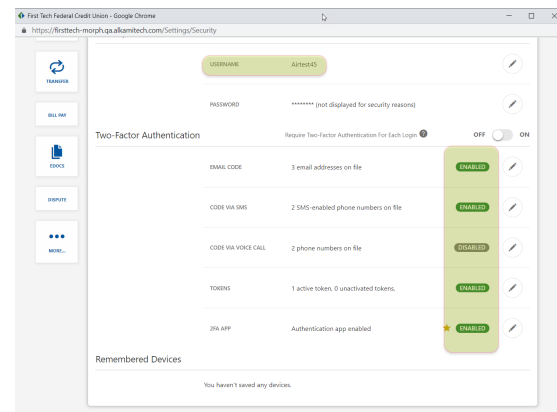 First Tech Federal Credit Union - Google Chrome
https://firsttech-morph.qa.alkamitech.com/Settings/Security
TRANSFER
BILL PAY
EDOCS
DISPUTE
MORE...
USERNAME Airtest45
PASSWORD ******** (not displayed for security reasons)
Two-Factor Authentication Require Two-Factor Authentication For Each Login ? OFF ON
EMAIL CODE 3 email addresses on file ENABLED
CODE VIA SMS 2 SMS-enabled phone numbers on file ENABLED
CODE VIA VOICE CALL 2 phone numbers on file DISABLED
TOKENS 1 active token, 0 unactivated tokens. ENABLED
2FA APP Authentication app enabled ENABLED
Remembered Devices
You haven't saved any devices.